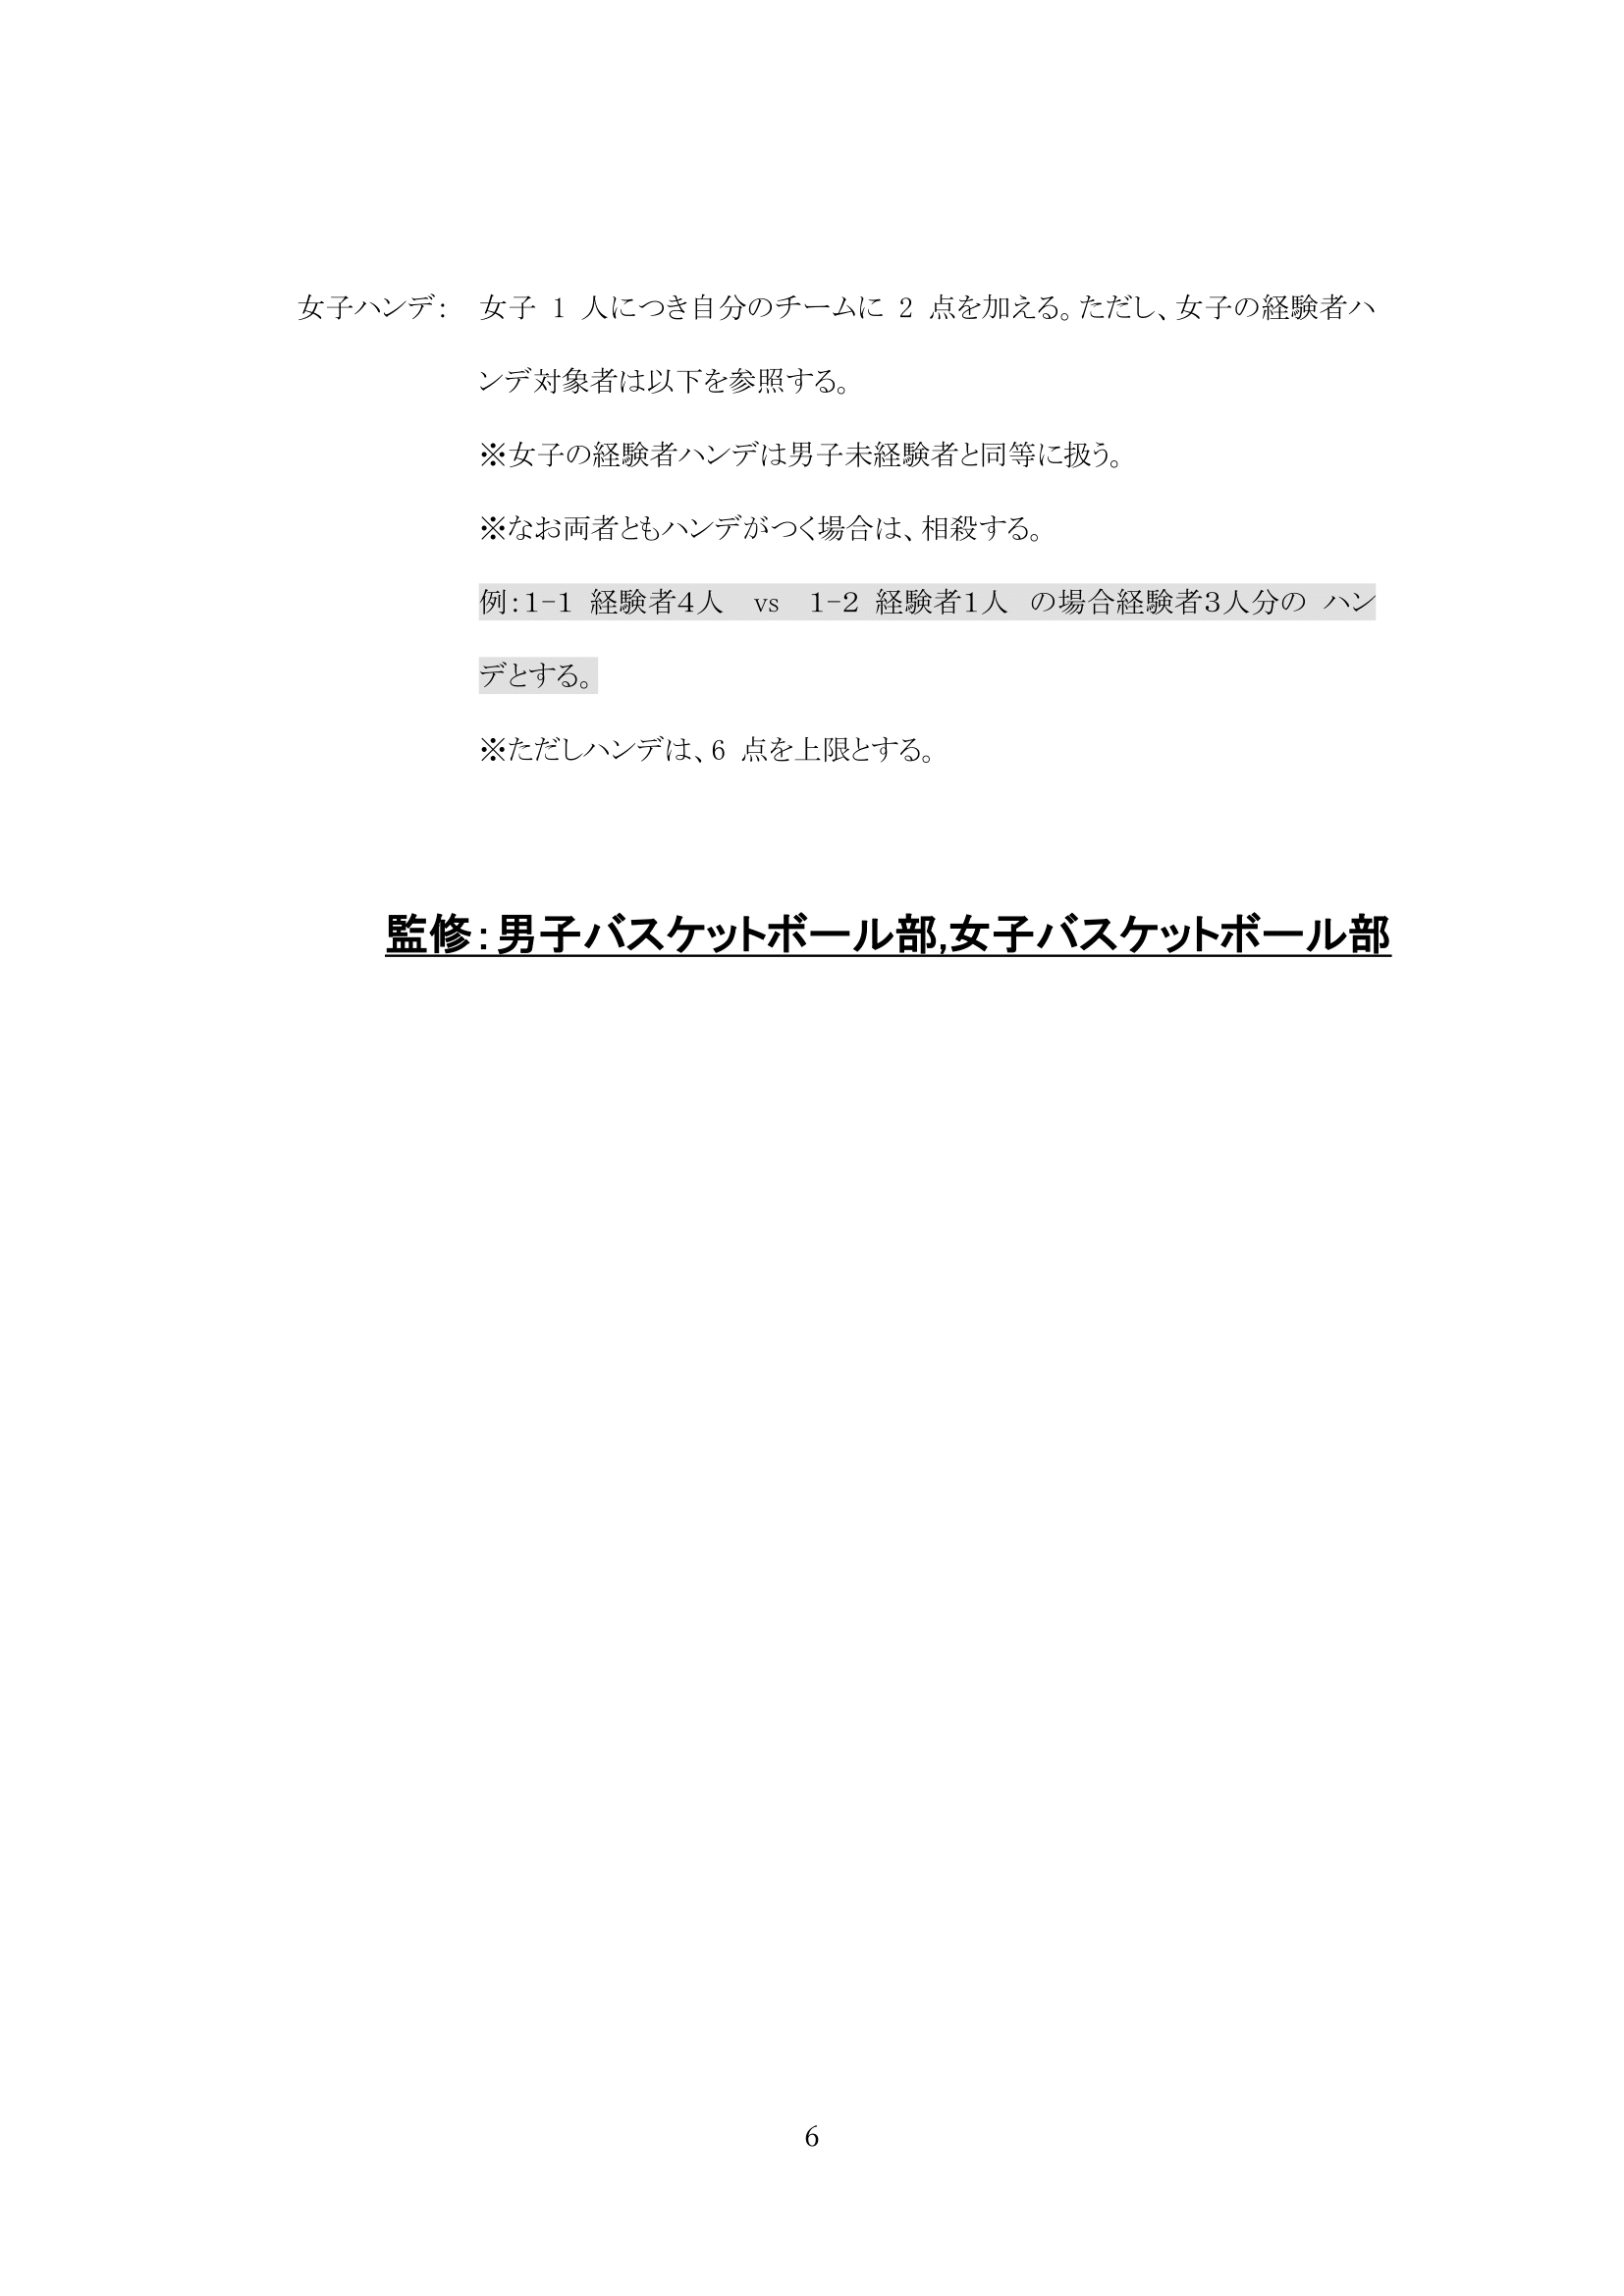 女子ハンデ： 女子 1 人につき自分のチームに 2 点を加える。ただし、女子の経験者ハ
ンデ対象者は以下を参照する。
※女子の経験者ハンデは男子未経験者と同等に扱う。
※なお両者ともハンデがつく場合は、相殺する。
例：1-1 経験者4人 vs 1-2 経験者1人 の場合経験者3人分の ハン
デとする。
※ただしハンデは、6 点を上限とする。
監修：男子バスケットボール部,女子バスケットボール部
6